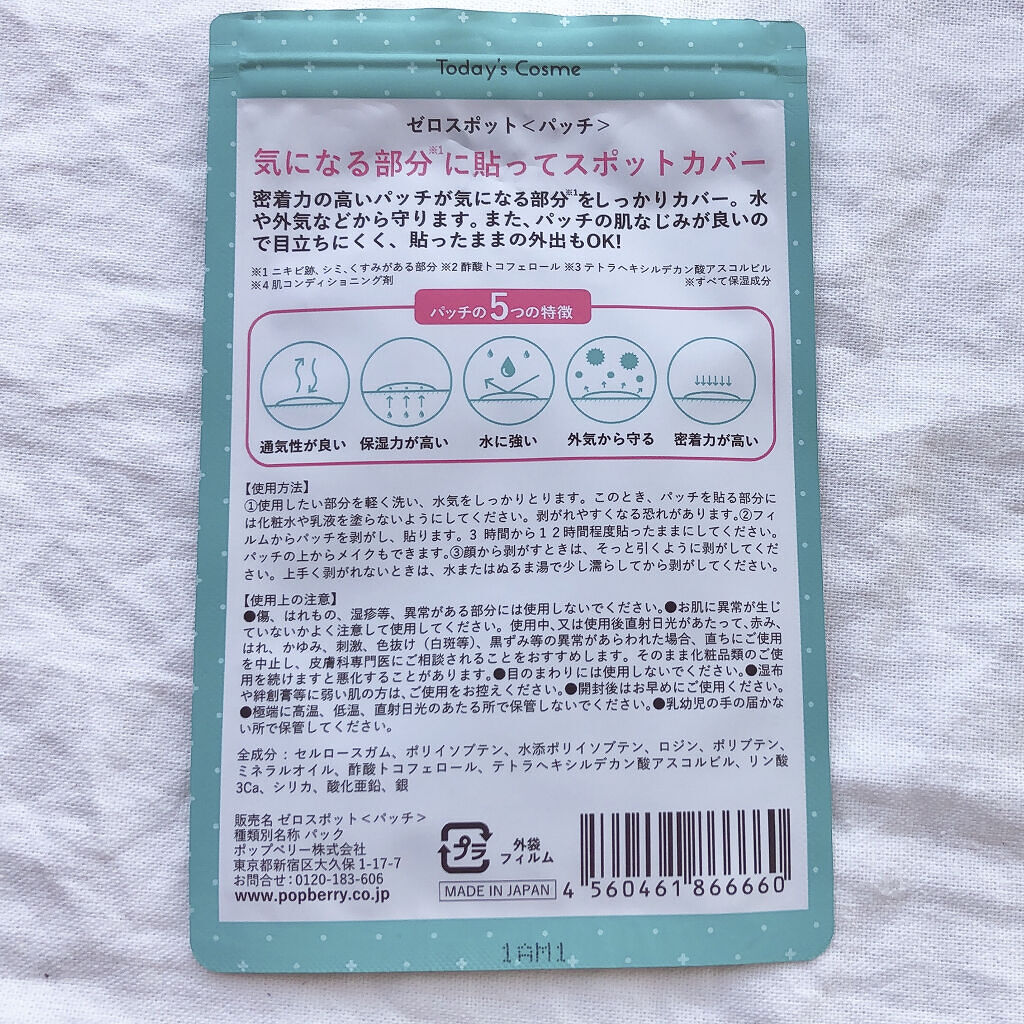 Today's Cosme
ゼロスポット＜パッチ＞
気になる部分※1に貼ってスポットカバー
密着力の高いパッチが気になる部分※1をしっかりカバー。水
や外気などから守ります。また、パッチの肌なじみが良いの
で目立ちにくく、貼ったままの外出もOK!
※1 ニキビ跡、シミ、くすみがある部分 ※2 酢酸トコフェロール ※3 テトラヘキシルデカン酸アスコルビル
※4 肌コンディショニング剤 ※すべて保湿成分
パッチの5つの特徴
通気性が良い 保湿力が高い 水に強い 外気から守る 密着力が高い
【使用方法】
①使用したい部分を軽く洗い、水気をしっかりとります。このとき、パッチを貼る部分に
は化粧水や乳液を塗らないようにしてください。剥がれやすくなる恐れがあります。②フィ
ルムからパッチを剥がし、貼ります。3 時間から12時間程度貼ったままにしてください。
パッチの上からメイクもできます。③顔から剥がすときは、そっと引くように剥がしてくだ
さい。上手く剥がれないときは、水またはぬるま湯で少し濡らしてから剥がしてください。
【使用上の注意】
●傷、はれもの、湿疹等、異常がある部分には使用しないでください。●お肌に異常が生じ
ていないかよく注意して使用してください。使用中、又は使用後直射日光があたって、赤み、
はれ、かゆみ、刺激、色抜け（白斑等）、黒ずみ等の異常があらわれた場合、直ちにご使用
を中止し、皮膚科専門医にご相談されることをおすすめします。そのまま化粧品類のご使
用を続けますと悪化することがあります。●目のまわりには使用しないでください。●湿布
や絆創膏等に弱い肌の方は、ご使用をお控えください。●開封後はお早めにご使用ください。
●極端に高温、低温、直射日光のあたる所で保管しないでください。●乳幼児の手の届かな
い所で保管してください。
全成分：セルロースガム、ポリイソブテン、水添ポリイソブテン、ロジン、ポリブテン、
ミネラルオイル、酢酸トコフェロール、テトラヘキシルデカン酸アスコルビル、リン酸
3Ca、シリカ、酸化亜鉛、銀
販売名 ゼロスポット＜パッチ＞
種類別名称 パック
ポップベリー株式会社
東京都新宿区大久保 1-17-7
お問合せ：0120-183-606
www.popberry.co.jp
プラ
外袋
フィルム
MADE IN JAPAN
4 560461 866660
1AM1